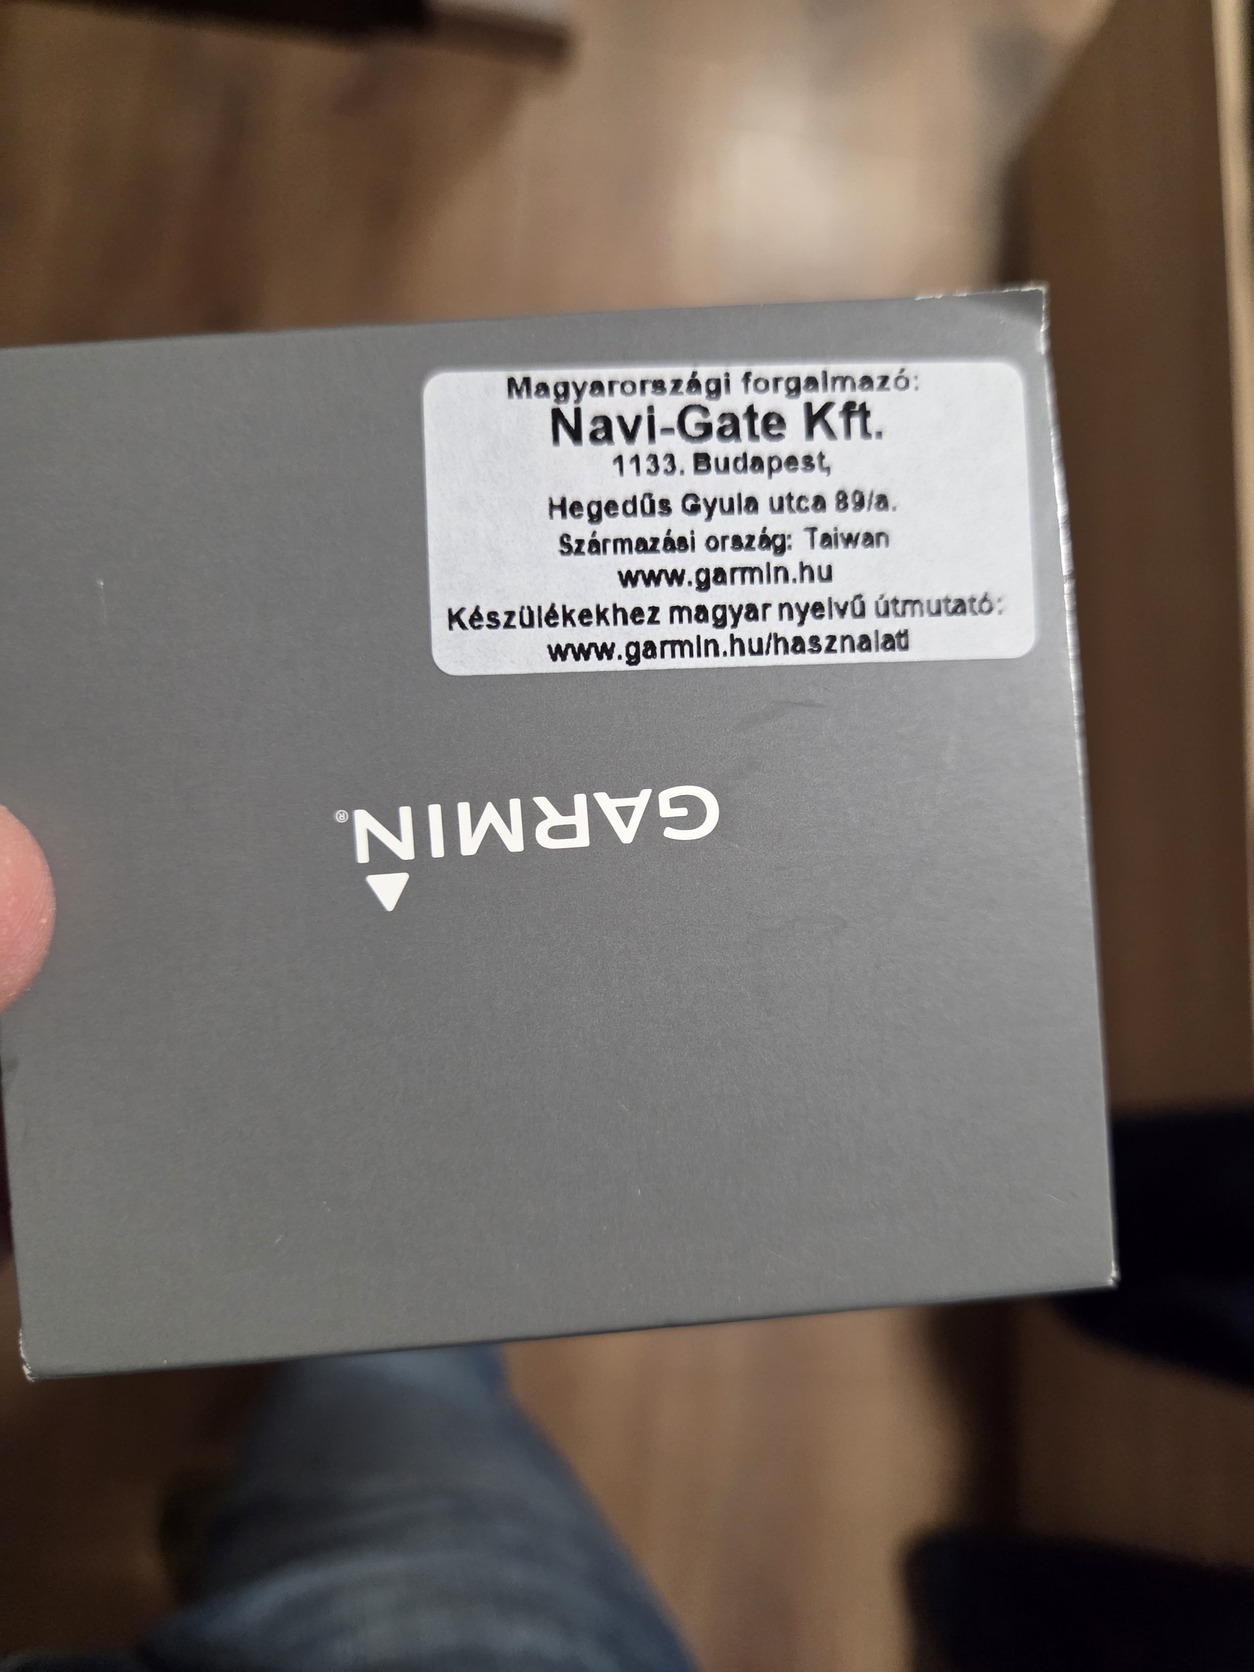 Magyarországi forgalmazó:
Navi-Gate Kft.
1133. Budapest,
Hegedűs Gyula utca 89/a.
Származási ország: Taiwan
www.garmin.hu
Készülékekhez magyar nyelvű útmutató:
www.garmin.hu/hasznalati
GARMIN®